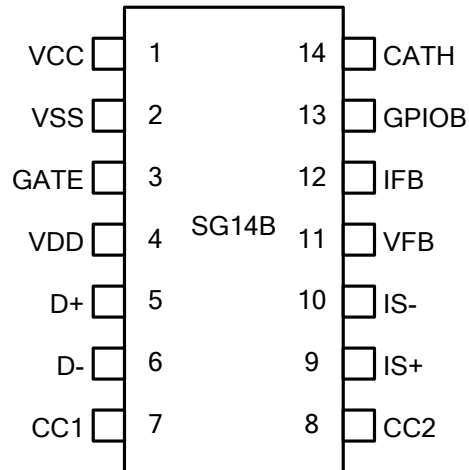 VCC 1 14 CATH
VSS 2 13 GPIOB
GATE 3 12 IFB
SG14B
VDD 4 11 VFB
D+ 5 10 IS-
D- 6 9 IS+
CC1 7 8 CC2